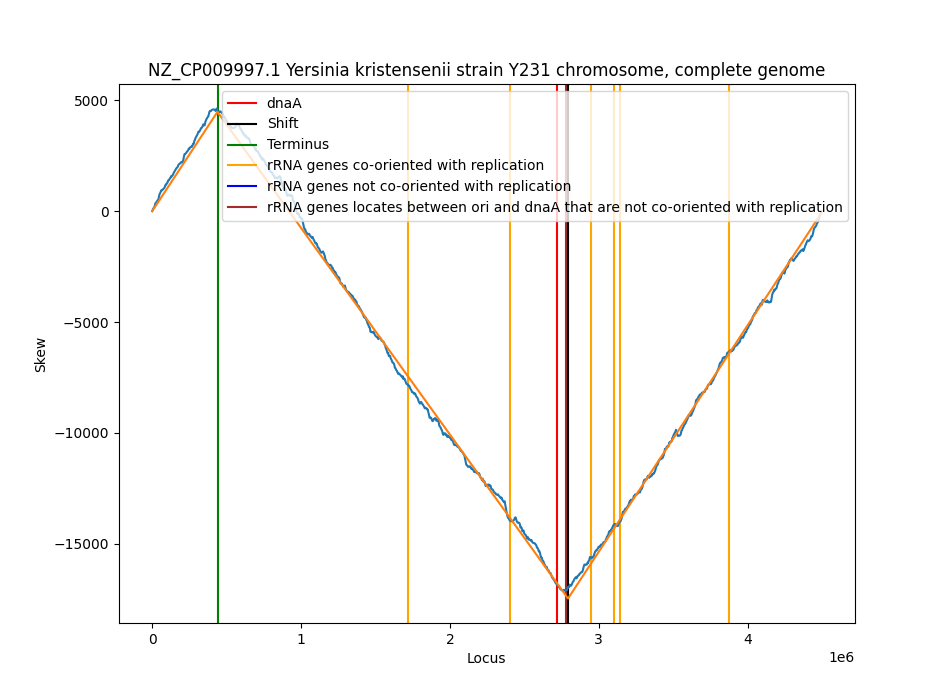 NZ_CP009997.1 Yersinia kristensenii strain Y231 chromosome, complete genome
dnaA
Shift
Terminus
rRNA genes co-oriented with replication
rRNA genes not co-oriented with replication
rRNA genes locates between ori and dnaA that are not co-oriented with replication
5000
0
−5000
−10000
−15000
Skew
0
1
2
3
4
1e6
Locus